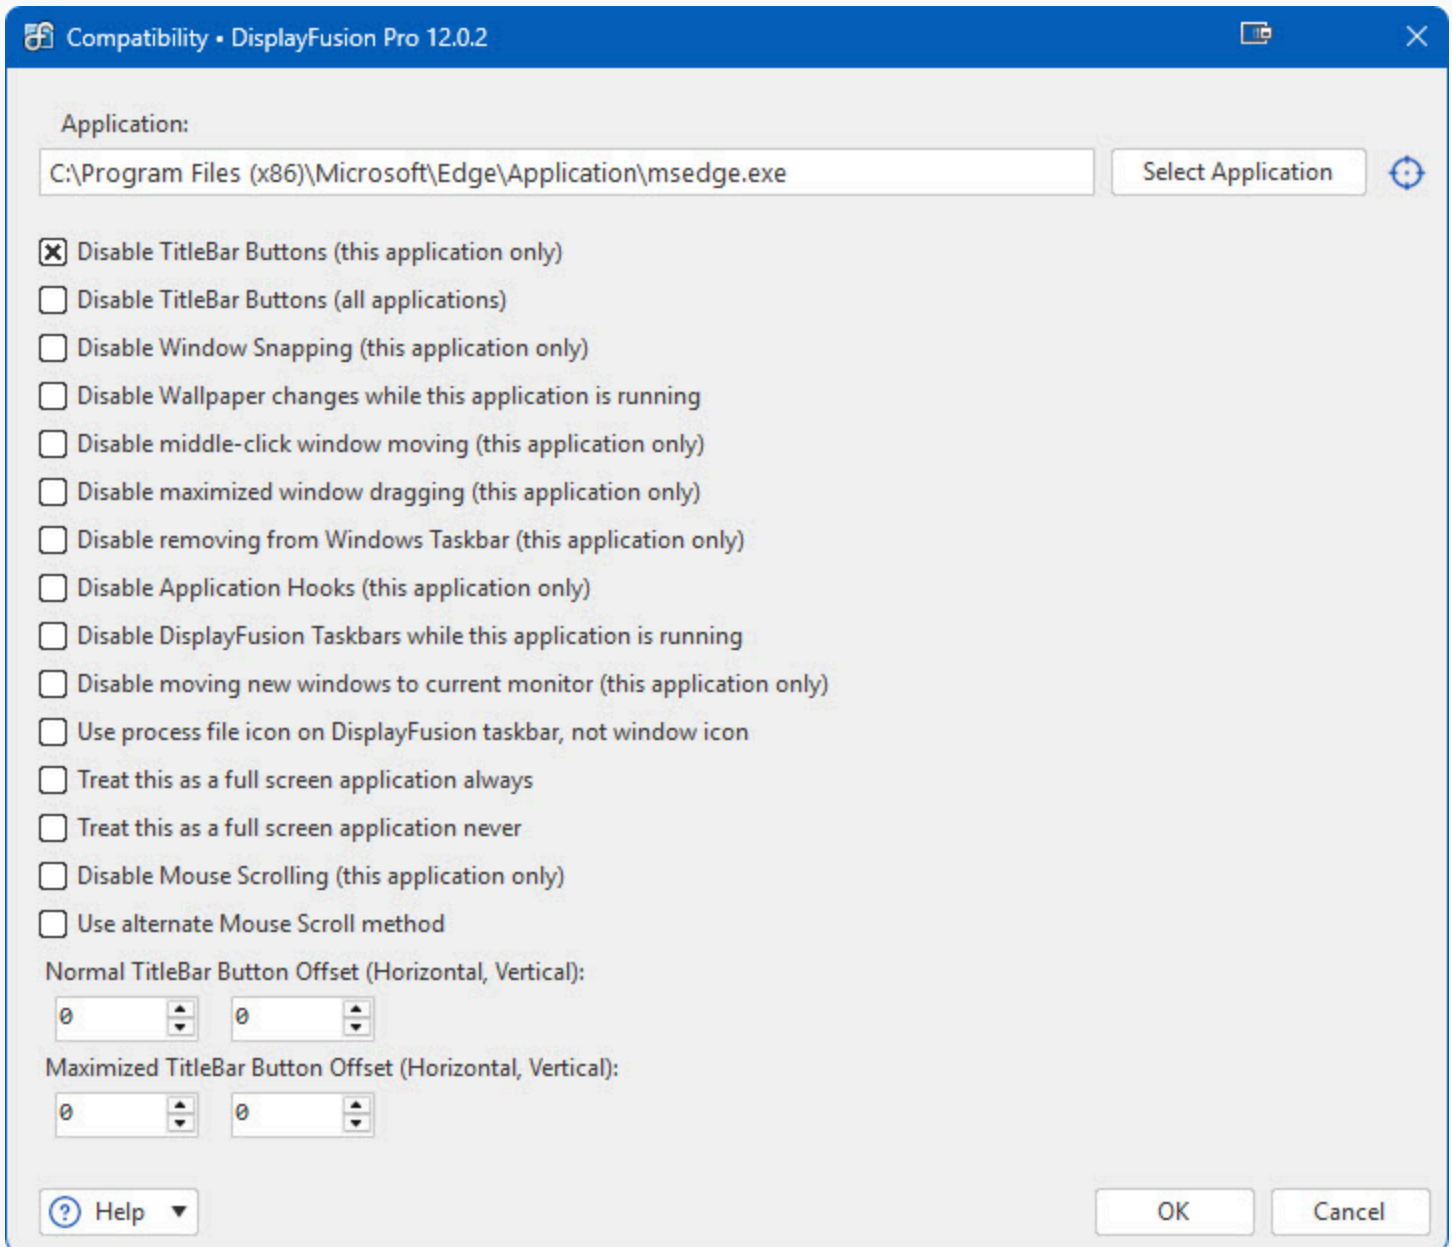 Compatibility • DisplayFusion Pro 12.0.2
Application:
C:\Program Files (x86)\Microsoft\Edge\Application\msedge.exe
Select Application
Disable TitleBar Buttons (this application only)
Disable TitleBar Buttons (all applications)
Disable Window Snapping (this application only)
Disable Wallpaper changes while this application is running
Disable middle-click window moving (this application only)
Disable maximized window dragging (this application only)
Disable removing from Windows Taskbar (this application only)
Disable Application Hooks (this application only)
Disable DisplayFusion Taskbars while this application is running
Disable moving new windows to current monitor (this application only)
Use process file icon on DisplayFusion taskbar, not window icon
Treat this as a full screen application always
Treat this as a full screen application never
Disable Mouse Scrolling (this application only)
Use alternate Mouse Scroll method
Normal TitleBar Button Offset (Horizontal, Vertical):
0 0
Maximized TitleBar Button Offset (Horizontal, Vertical):
0 0
Help OK Cancel